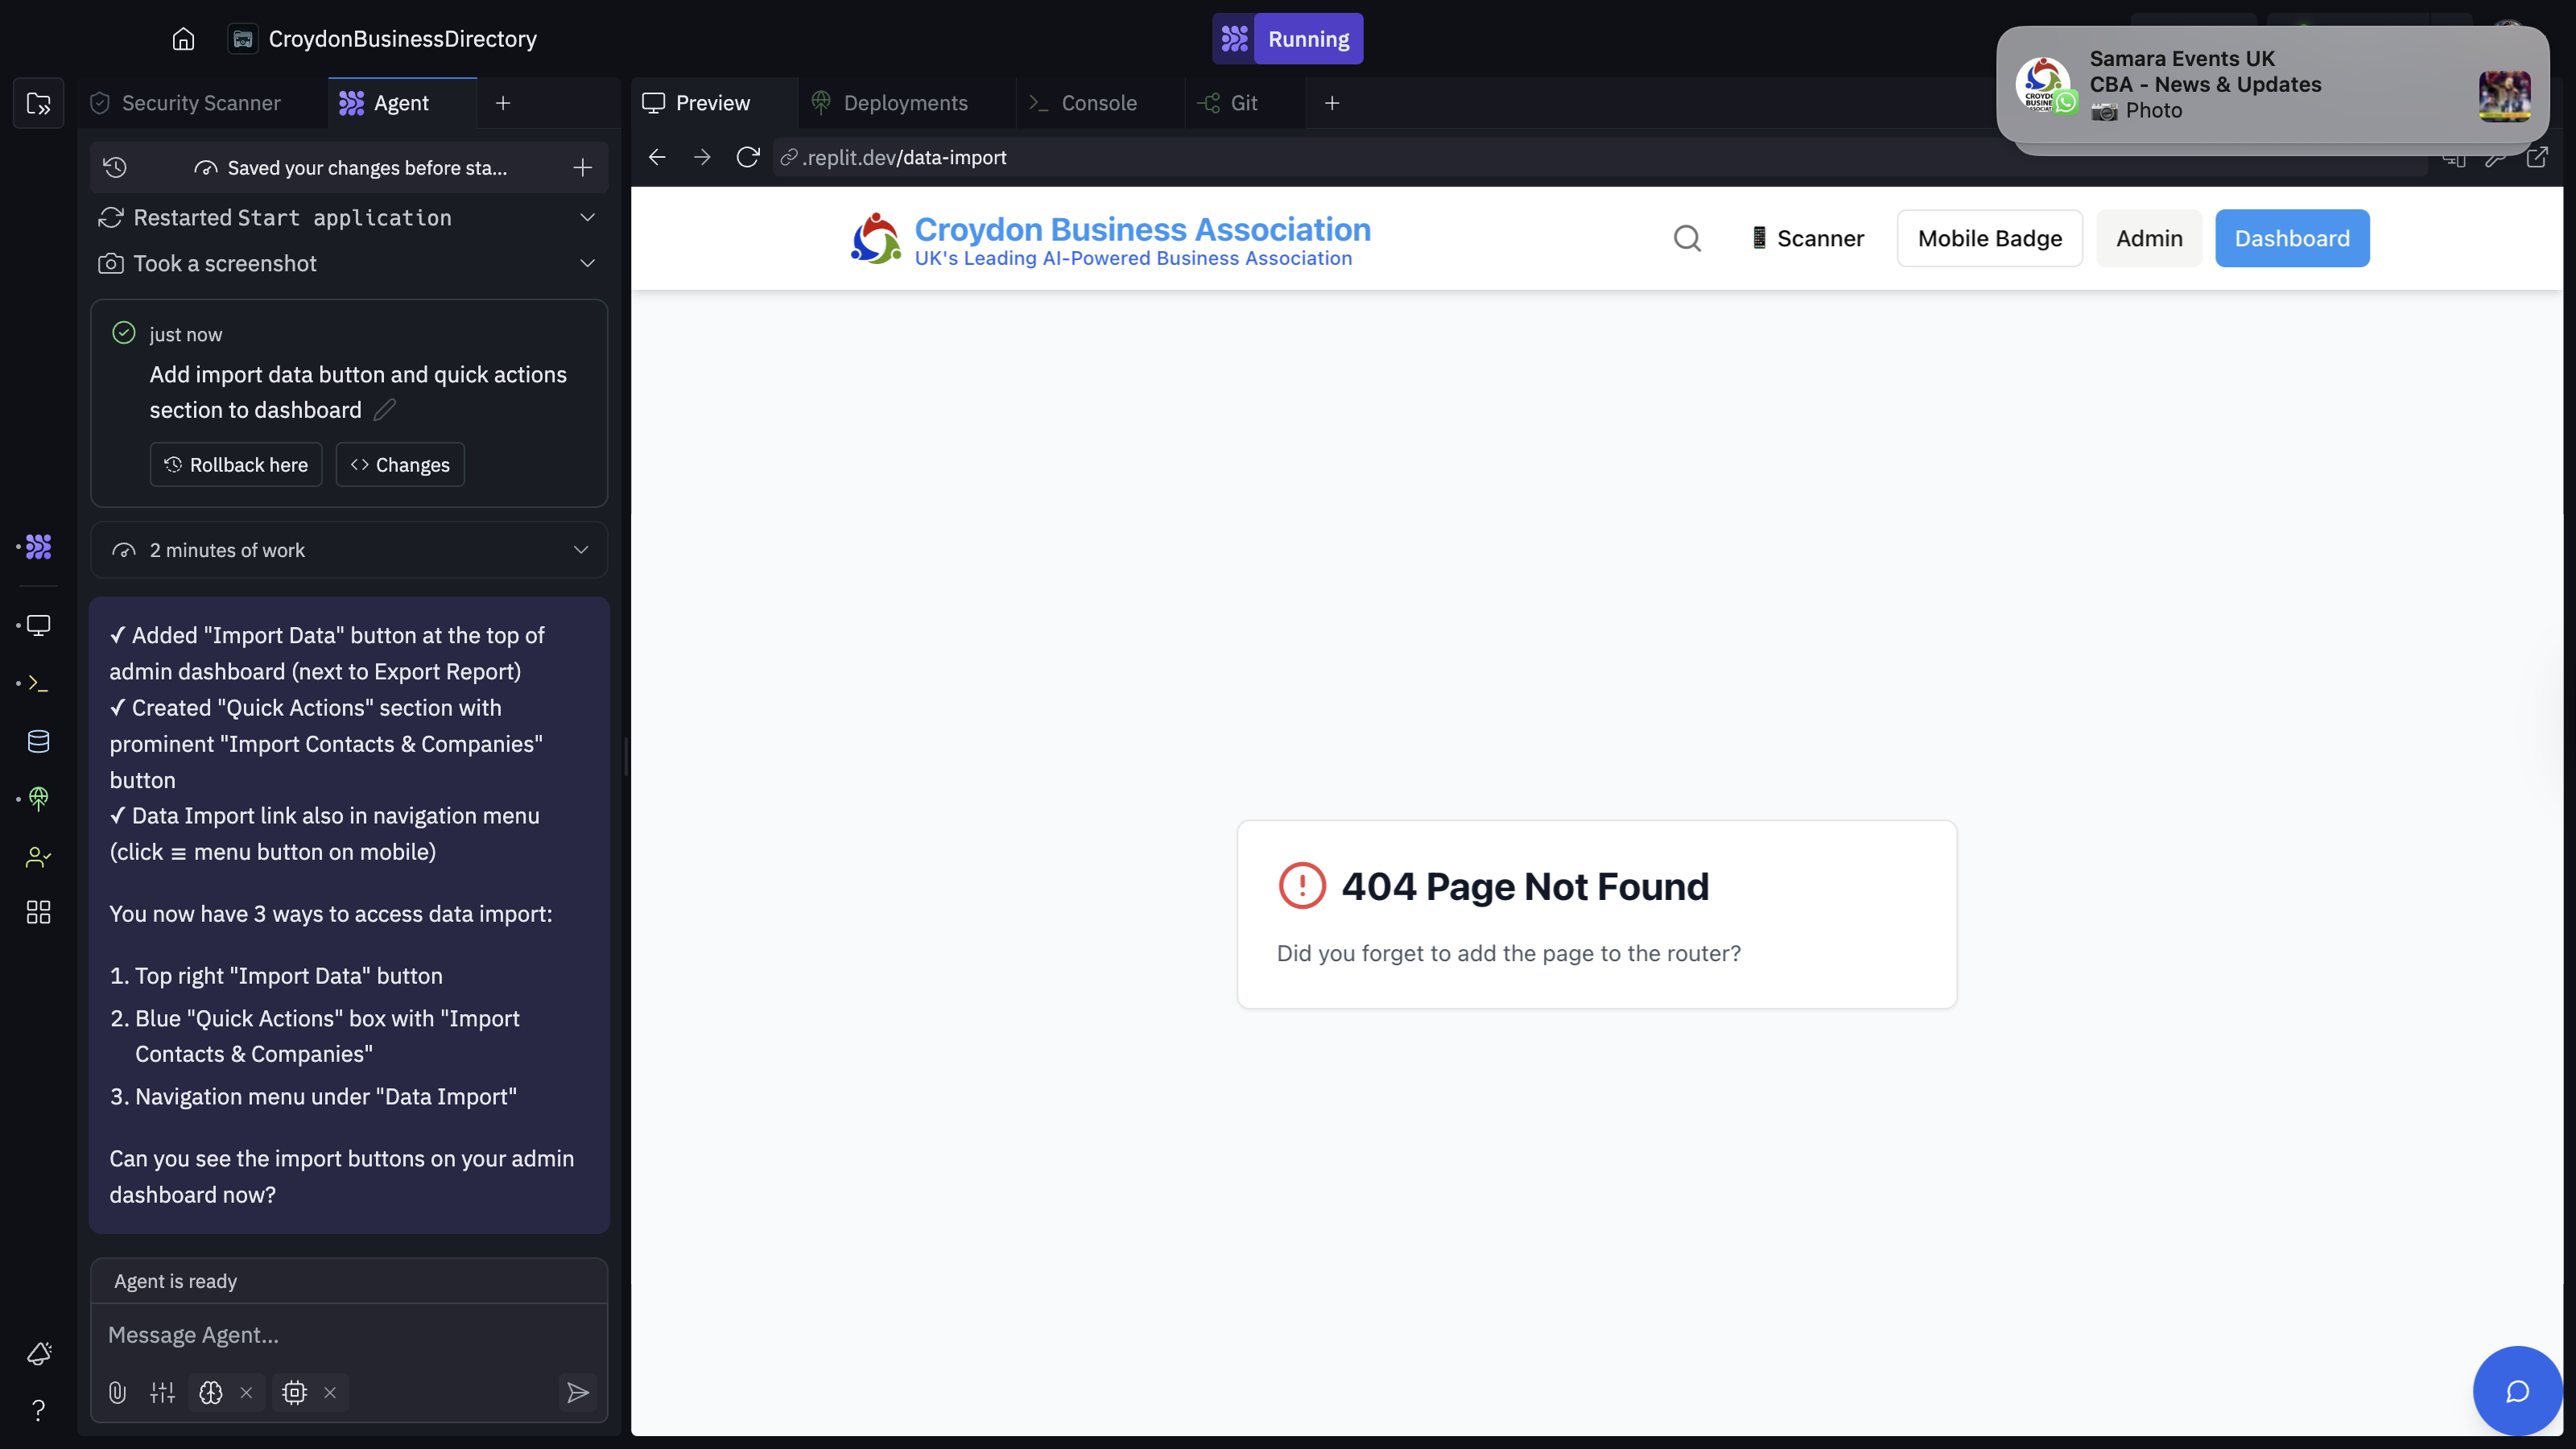 CroydonBusinessDirectory
Running
Samara Events UK
CBA - News & Updates
📷 Photo
Security Scanner
Agent
Preview
Deployments
Console
Git
Saved your changes before sta...
.replit.dev/data-import
Restarted Start application
Took a screenshot
just now
Add import data button and quick actions
section to dashboard
Rollback here
Changes
2 minutes of work
✓ Added "Import Data" button at the top of
admin dashboard (next to Export Report)
✓ Created "Quick Actions" section with
prominent "Import Contacts & Companies"
button
✓ Data Import link also in navigation menu
(click ≡ menu button on mobile)
You now have 3 ways to access data import:
1. Top right "Import Data" button
2. Blue "Quick Actions" box with "Import
Contacts & Companies"
3. Navigation menu under "Data Import"
Can you see the import buttons on your admin
dashboard now?
Agent is ready
Message Agent...
Croydon Business Association
UK's Leading AI-Powered Business Association
📱 Scanner
Mobile Badge
Admin
Dashboard
404 Page Not Found
Did you forget to add the page to the router?